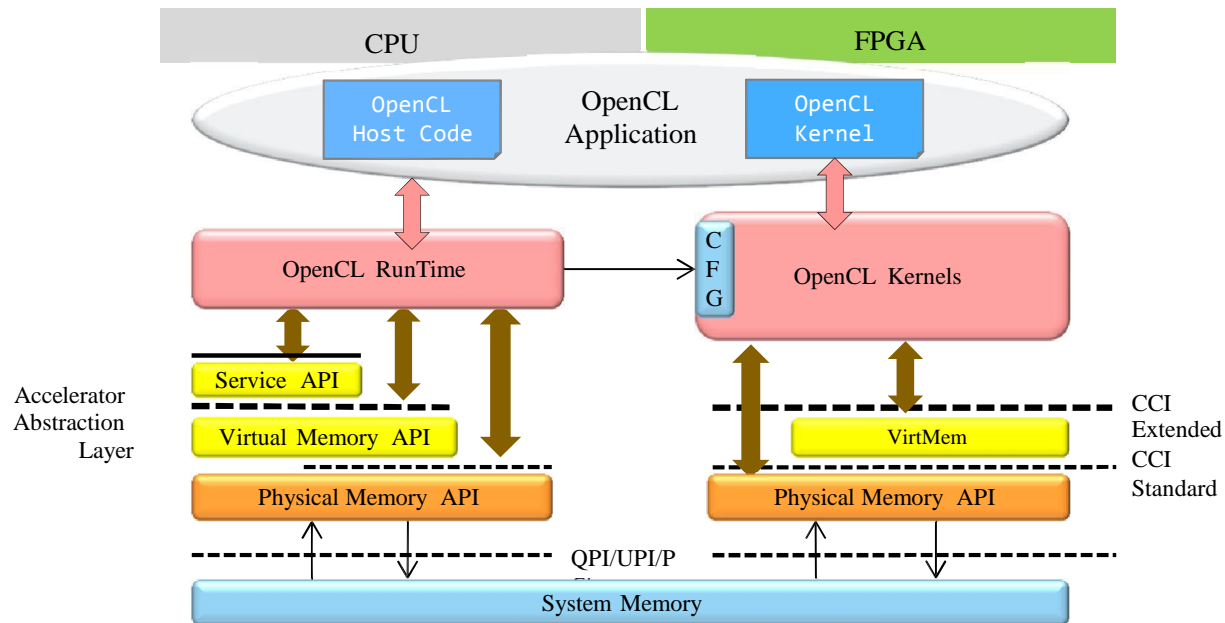 CPU
FPGA
OpenCL
Host Code
OpenCL
Application
OpenCL
Kernel
OpenCL RunTime
C
F
G
OpenCL Kernels
Service API
Accelerator
Abstraction
Layer
Virtual Memory API
VirtMem
CCI
Extended
CCI
Standard
Physical Memory API
Physical Memory API
QPI/UPI/P
System Memory